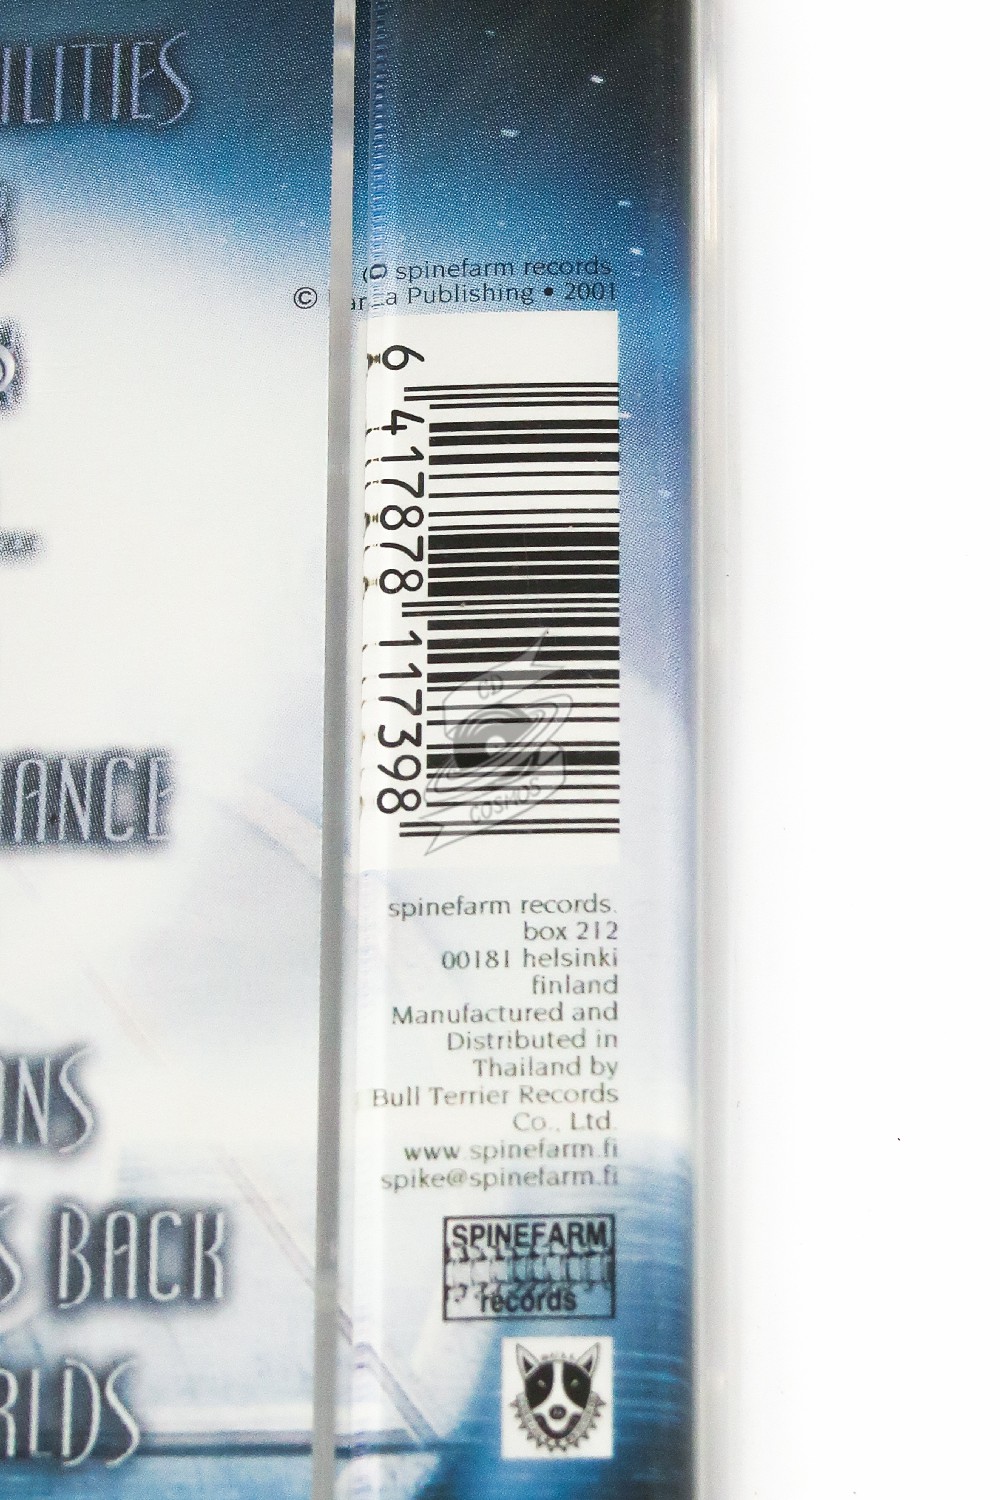 ILITIES
spinefarm records.
© Publishing • 2001
6 417878 117398
CD
COSMOS
ANCE
spinefarm records.
box 212
00181 helsinki
finland
Manufactured and
Distributed in
Thailand by
Bull Terrier Records
Co., Ltd.
www.spinefarm.fi
spike@spinefarm.fi
ONS
S BACK
RLDS
SPINEFARM
records